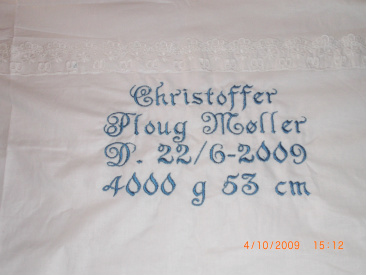 Christoffer
Ploug Møller
D. 22/6-2009
4000 g 53 cm
4/10/2009 15:12